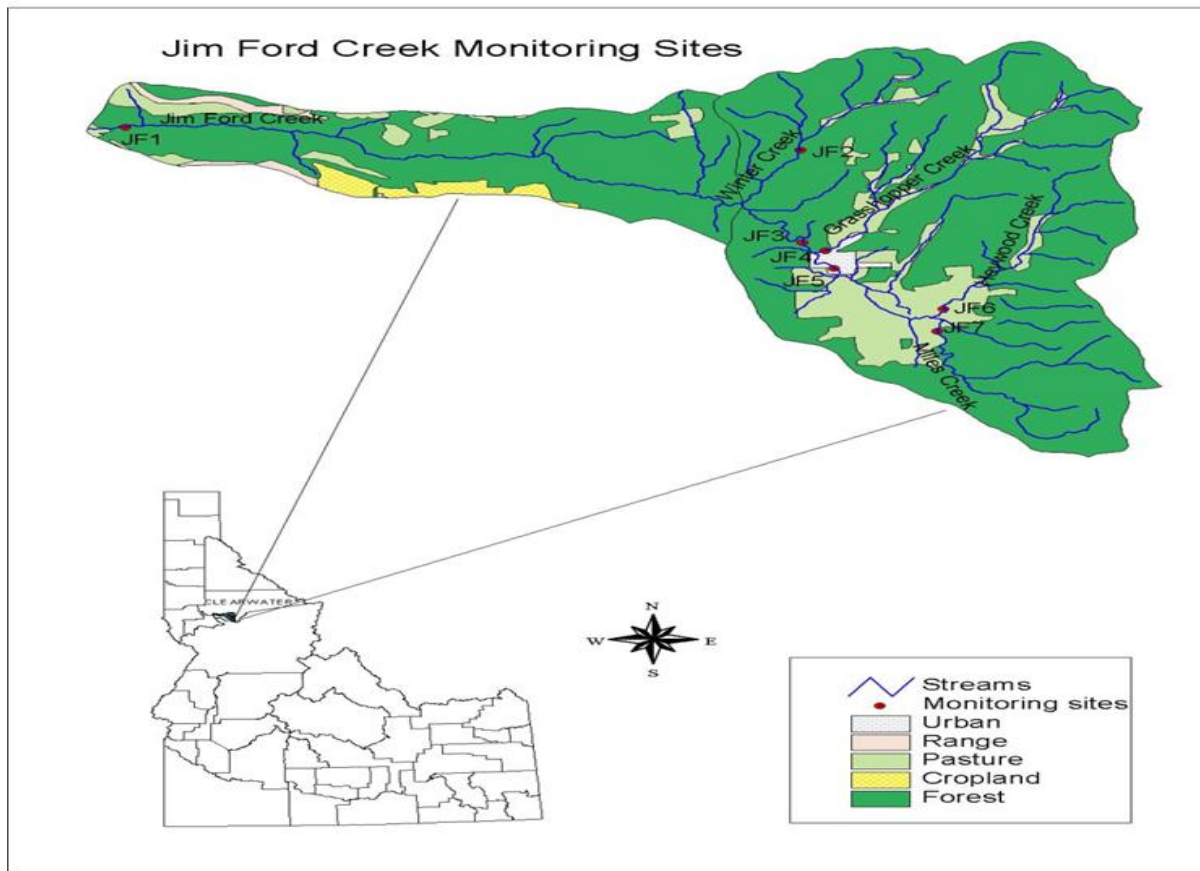 Jim Ford Creek Monitoring Sites
Jim Ford Creek
JF1
Winter Creek
JF2
Grasshopper Creek
JF3
JF4
JF5
Heywood Creek
JF6
JF7
Miles Creek
CLEARWATER
N
W
E
S
Streams
Monitoring sites
Urban
Range
Pasture
Cropland
Forest